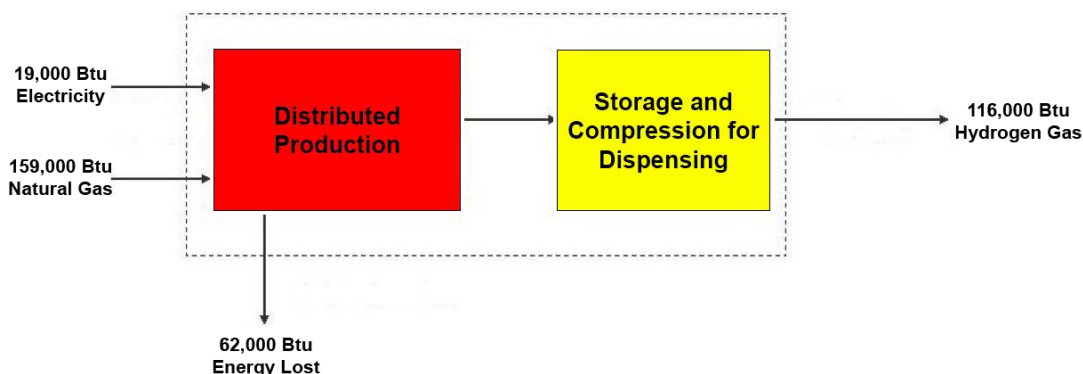 19,000 Btu
Electricity
159,000 Btu
Natural Gas
Distributed
Production
Storage and
Compression for
Dispensing
116,000 Btu
Hydrogen Gas
62,000 Btu
Energy Lost